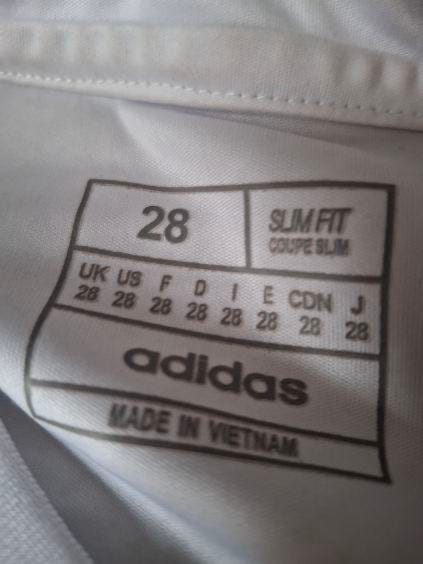 28
SLIM FIT
COUPE SLIM
UK US F D I E CDN J
28 28 28 28 28 28 28 28
adidas
MADE IN VIETNAM